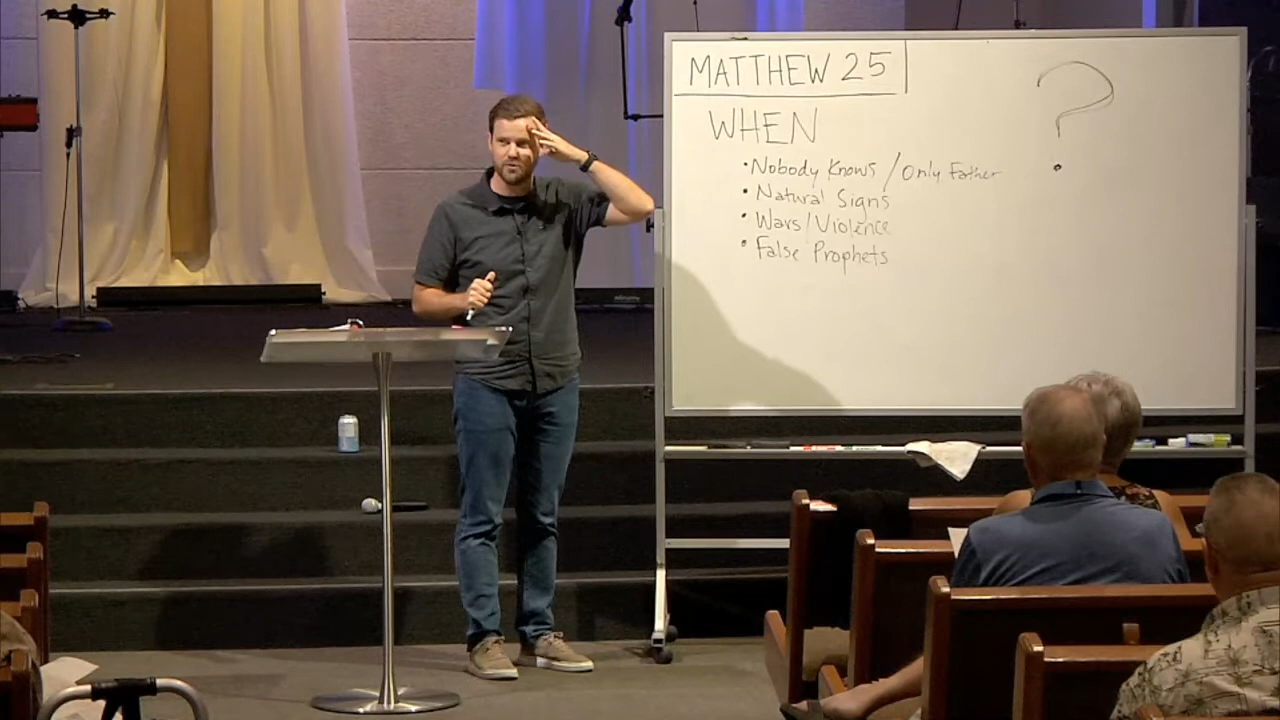 MATTHEW 25
?
WHEN
• Nobody Knows / Only Father
• Natural Signs
• Wars/Violence
• False Prophets